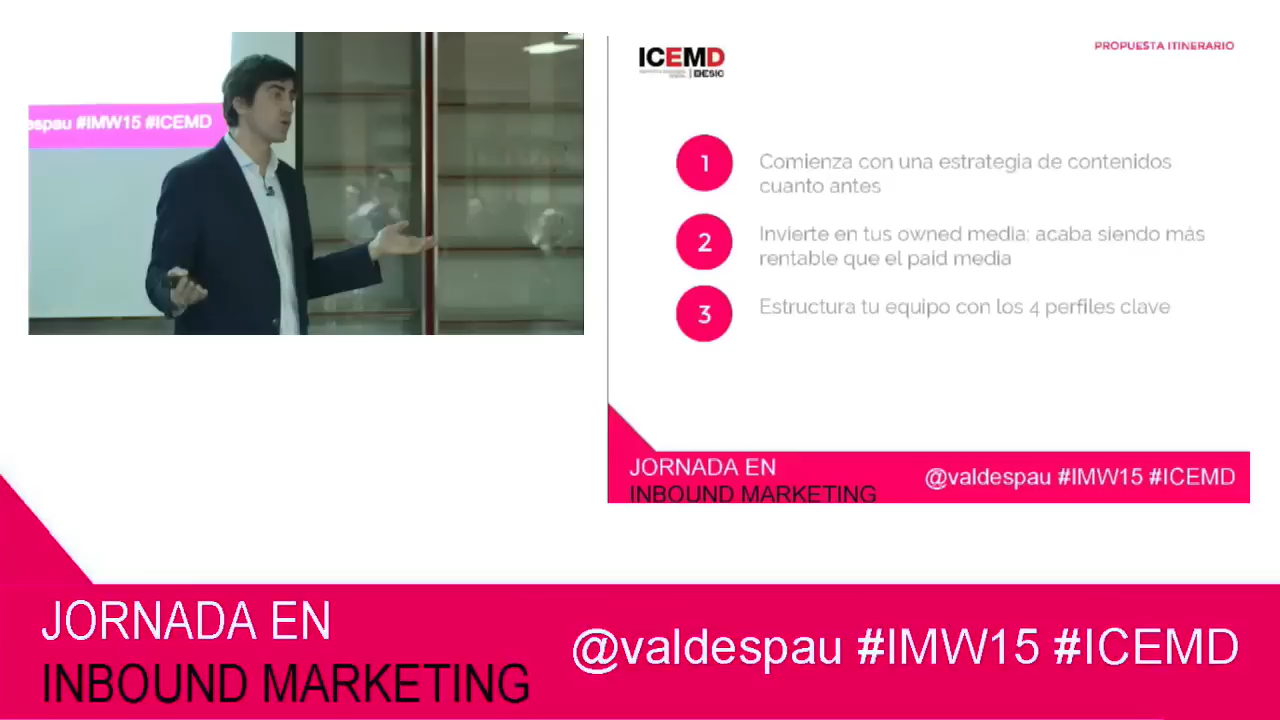 espau #IMW15 #ICEMD
ICEMD
ESIC
PROPUESTA ITINERARIO
1
Comienza con una estrategia de contenidos
cuanto antes
2
Invierte en tus owned media: acaba siendo más
rentable que el paid media
3
Estructura tu equipo con los 4 perfiles clave
JORNADA EN
INBOUND MARKETING
@valdespau #IMW15 #ICEMD
JORNADA EN
INBOUND MARKETING
@valdespau #IMW15 #ICEMD